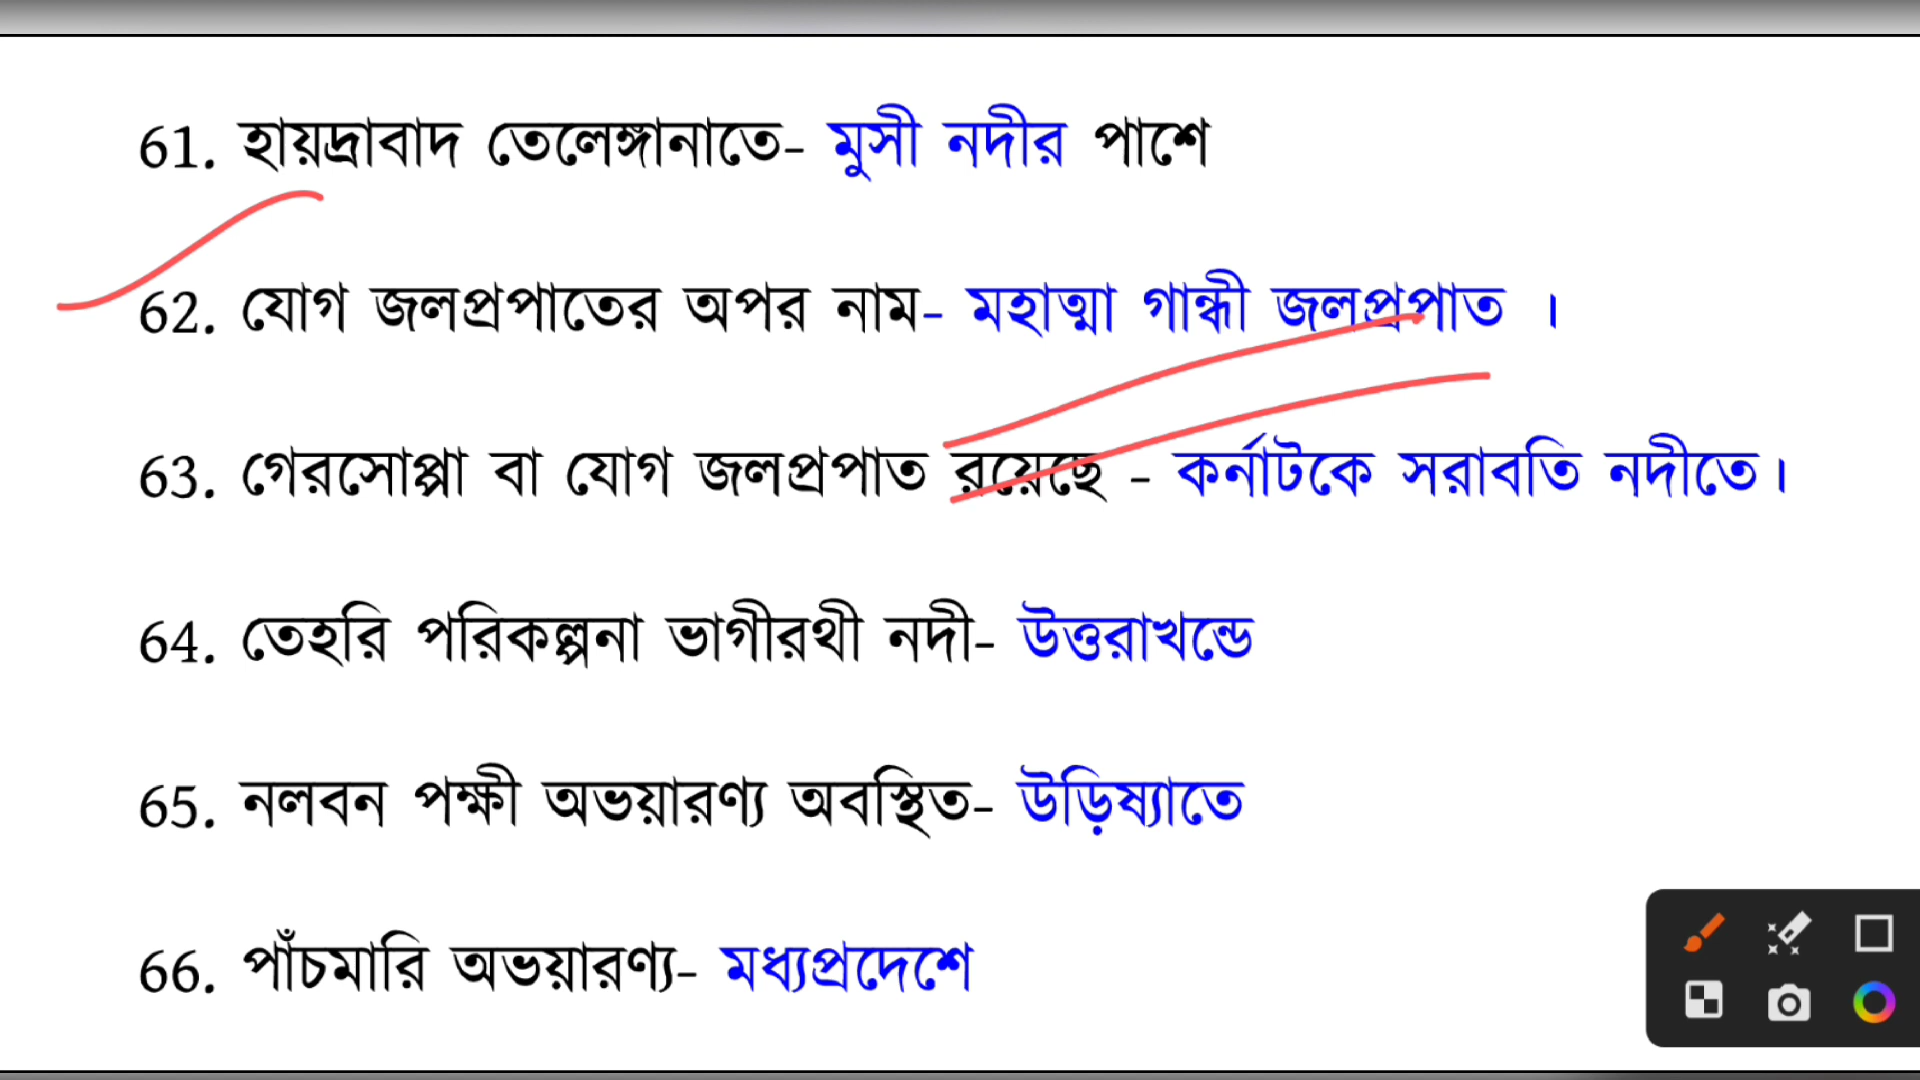 61. হায়দ্রাবাদ তেলেঙ্গানাতে- মুসী নদীর পাশে
62. যোগ জলপ্রপাতের অপর নাম- মহাত্মা গান্ধী জলপ্রপাত ।
63. গেরসোপ্পা বা যোগ জলপ্রপাত রয়েছে - কর্নাটকে সরাবতি নদীতে।
64. তেহরি পরিকল্পনা ভাগীরথী নদী- উত্তরাখন্ডে
65. নলবন পক্ষী অভয়ারণ্য অবস্থিত- উড়িষ্যাতে
66. পাঁচমারি অভয়ারণ্য- মধ্যপ্রদেশে